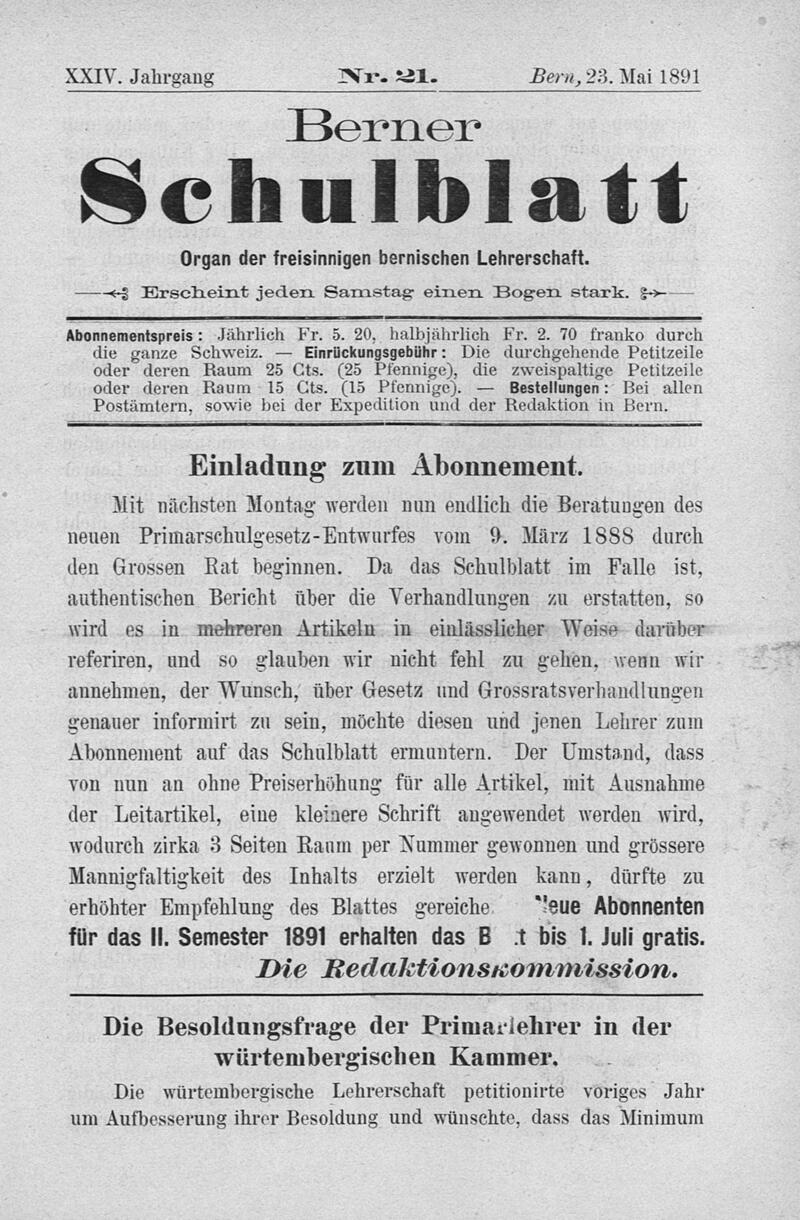 XXIV. Jahrgang Nr. 21. Bern, 23. Mai 1891
Berner
Schulblatt
Organ der freisinnigen bernischen Lehrerschaft.
Erscheint jeden Samstag einen Bogen stark.
Abonnementspreis: Jährlich Fr. 5. 20, halbjährlich Fr. 2. 70 franko durch
die ganze Schweiz. — Einrückungsgebühr: Die durchgehende Petitzeile
oder deren Raum 25 Cts. (25 Pfennige), die zweispaltige Petitzeile
oder deren Raum 15 Cts. (15 Pfennige). — Bestellungen: Bei allen
Postämtern, sowie bei der Expedition und der Redaktion in Bern.
Einladung zum Abonnement.
Mit nächsten Montag werden nun endlich die Beratungen des
neuen Primarschulgesetz-Entwurfes vom 9. März 1888 durch
den Grossen Rat beginnen. Da das Schulblatt im Falle ist,
authentischen Bericht über die Verhandlungen zu erstatten, so
wird es in mehreren Artikeln in einlässlicher Weise darüber
referiren, und so glauben wir nicht fehl zu gehen, wenn wir
annehmen, der Wunsch, über Gesetz und Grossratsverhandlungen
genauer informirt zu sein, möchte diesen und jenen Lehrer zum
Abonnement auf das Schulblatt ermuntern. Der Umstand, dass
von nun an ohne Preiserhöhung für alle Artikel, mit Ausnahme
der Leitartikel, eine kleinere Schrift angewendet werden wird,
wodurch zirka 3 Seiten Raum per Nummer gewonnen und grössere
Mannigfaltigkeit des Inhalts erzielt werden kann, dürfte zu
erhöhter Empfehlung des Blattes gereiche Neue Abonnenten
für das II. Semester 1891 erhalten das bis 1. Juli gratis.
Die Redaktionskommission.
Die Besoldungsfrage der Primarlehrer in der
würtembergischen Kammer.
Die würtembergische Lehrerschaft petitionirte voriges Jahr
um Aufbesserung ihrer Besoldung und wünschte, dass das Minimum